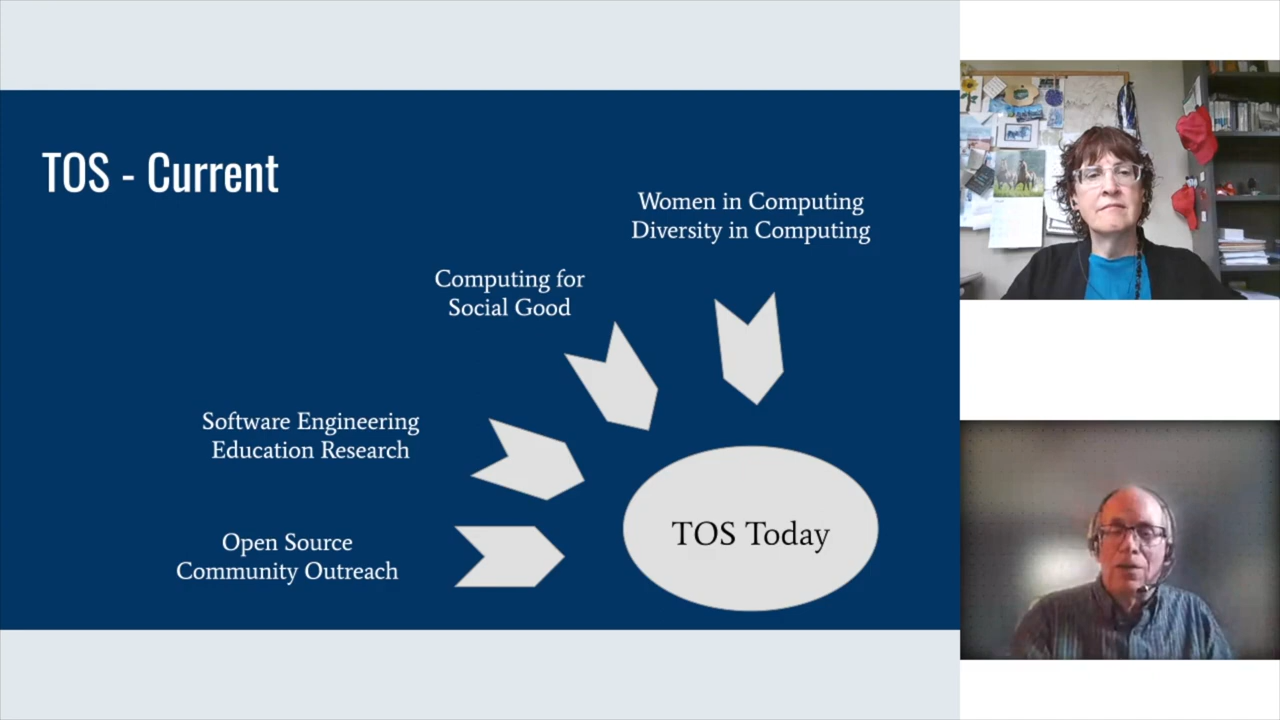 TOS - Current
Women in Computing
Diversity in Computing
Computing for
Social Good
Software Engineering
Education Research
Open Source
Community Outreach
TOS Today